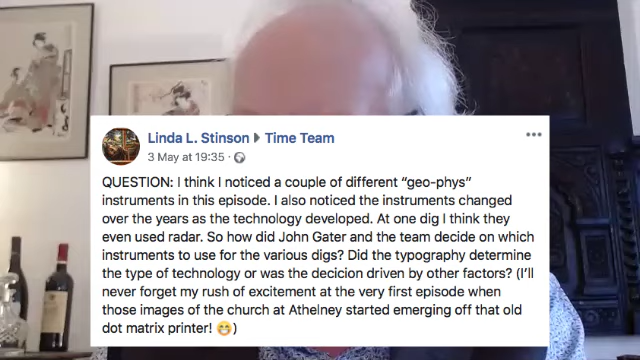 Linda L. Stinson ▶ Time Team
3 May at 19:35 ·
QUESTION: I think I noticed a couple of different “geo-phys”
instruments in this episode. I also noticed the instruments changed
over the years as the technology developed. At one dig I think they
even used radar. So how did John Gater and the team decide on which
instruments to use for the various digs? Did the typography determine
the type of technology or was the decicion driven by other factors? (I’ll
never forget my rush of excitement at the very first episode when
those images of the church at Athelney started emerging off that old
dot matrix printer! 😁)